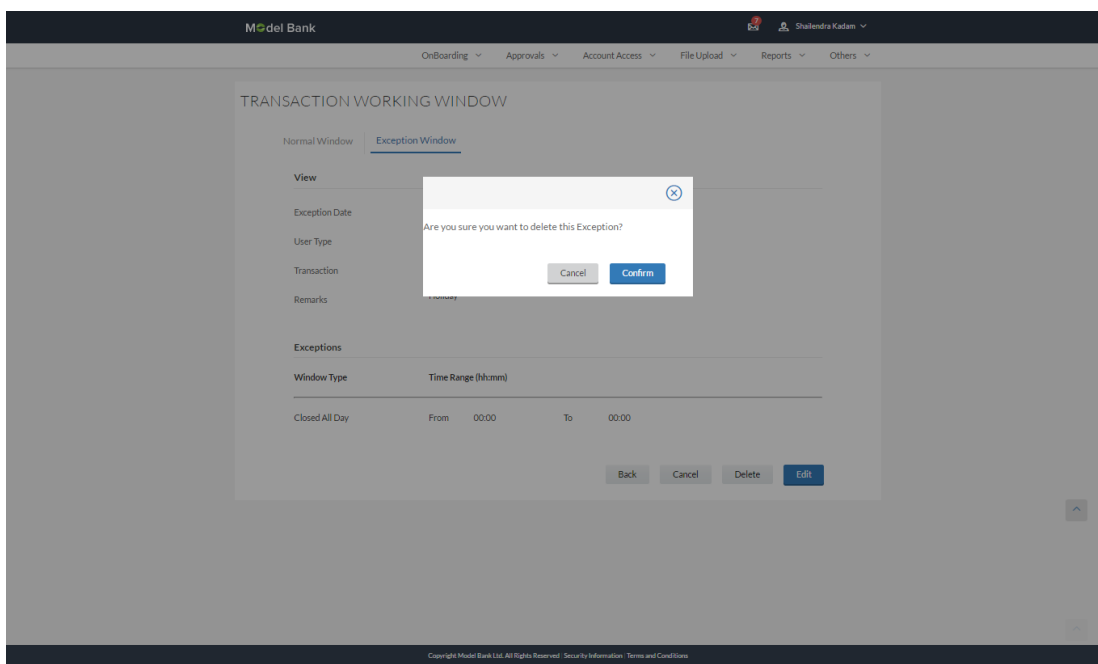 Model Bank
7
Shailendra Kadam
OnBoarding Approvals Account Access File Upload Reports Others
TRANSACTION WORKING WINDOW
Normal Window Exception Window
View
Exception Date
Are you sure you want to delete this Exception?
User Type
Transaction
Cancel Confirm
Remarks Holiday
Exceptions
Window Type Time Range (hh:mm)
Closed All Day From 00:00 To 00:00
Back Cancel Delete Edit
Copyright Model Bank Ltd. All Rights Reserved | Security Information | Terms and Conditions